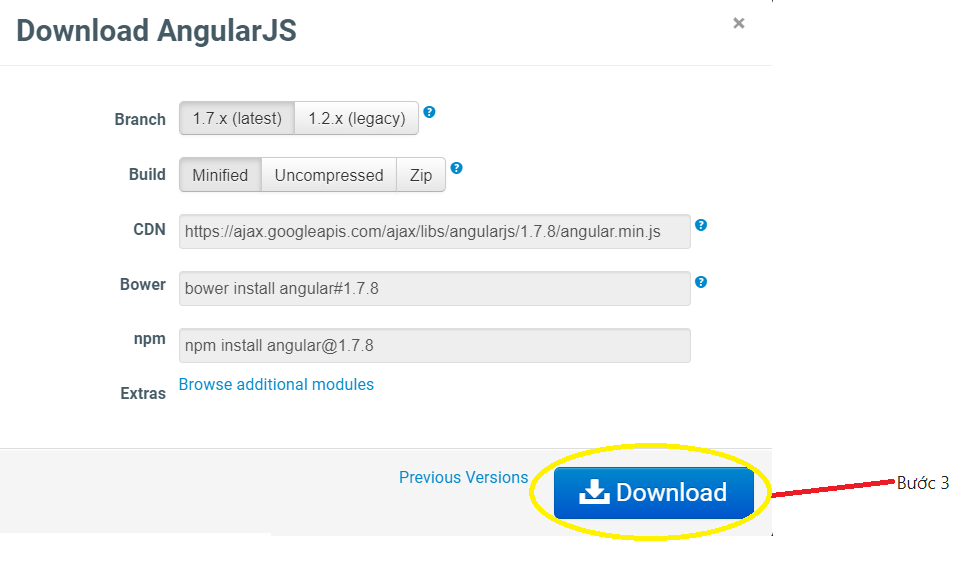 Download AngularJS ×
Branch 1.7.x (latest) 1.2.x (legacy) ?
Build Minified Uncompressed Zip ?
CDN https://ajax.googleapis.com/ajax/libs/angularjs/1.7.8/angular.min.js ?
Bower bower install angular#1.7.8 ?
npm npm install angular@1.7.8
Extras Browse additional modules
Previous Versions Download Bước 3